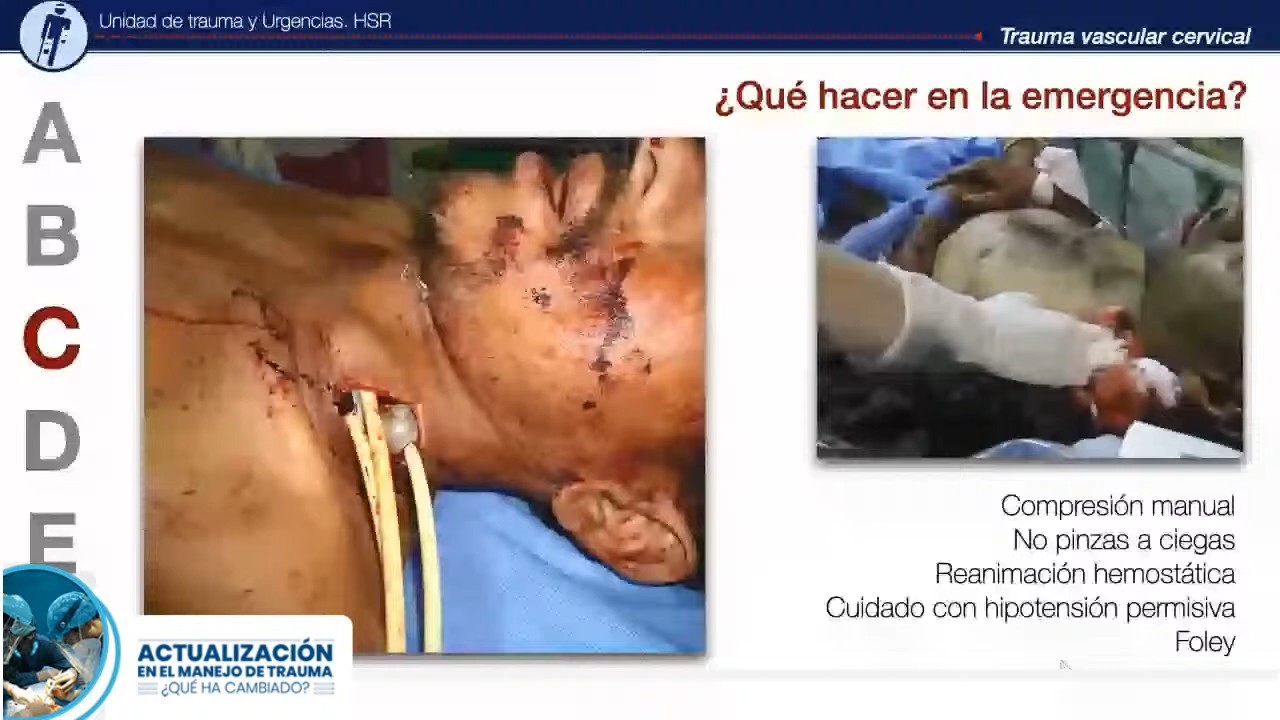 Unidad de trauma y Urgencias. HSR
Trauma vascular cervical
¿Qué hacer en la emergencia?
A
B
C
D
E
Compresión manual
No pinzas a ciegas
Reanimación hemostática
Cuidado con hipotensión permisiva
Foley
ACTUALIZACIÓN
EN EL MANEJO DE TRAUMA
¿QUÉ HA CAMBIADO?